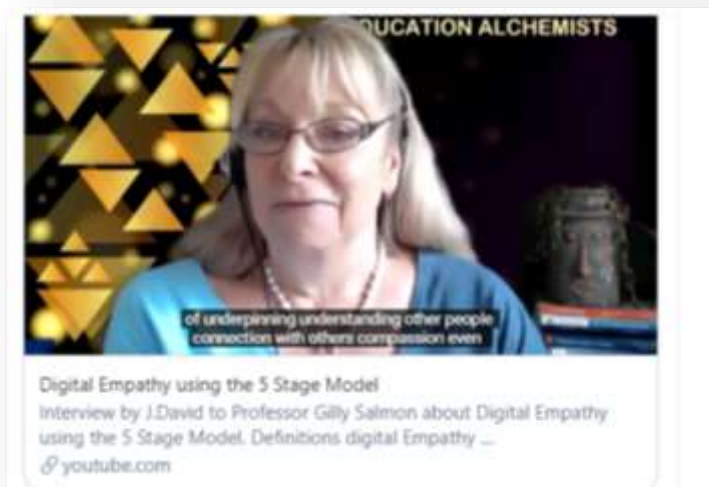 DUCATION ALCHEMISTS
of underpinning understanding other people
connection with others compassion even
Digital Empathy using the 5 Stage Model
Interview by J.David to Professor Gilly Salmon about Digital Empathy
using the 5 Stage Model. Definitions digital Empathy ...
youtube.com